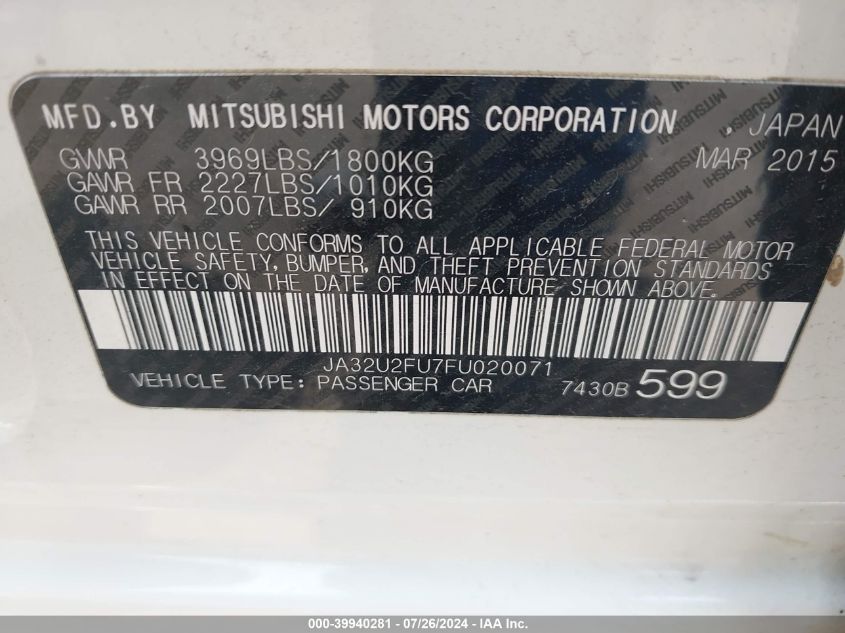 MFD.BY MITSUBISHI MOTORS CORPORATION , JAPAN
GVWR 3969LBS/1800KG MAR 2015
GAWR FR 2227LBS/1010KG
GAWR RR 2007LBS/ 910KG
THIS VEHICLE CONFORMS TO ALL APPLICABLE FEDERAL MOTOR
VEHICLE SAFETY, BUMPER, AND THEFT PREVENTION STANDARDS
IN EFFECT ON THE DATE OF MANUFACTURE SHOWN ABOVE.
JA32U2FU7FU020071
VEHICLE TYPE: PASSENGER CAR 7430B 599
000-39940281 - 07/26/2024 - IAA Inc.